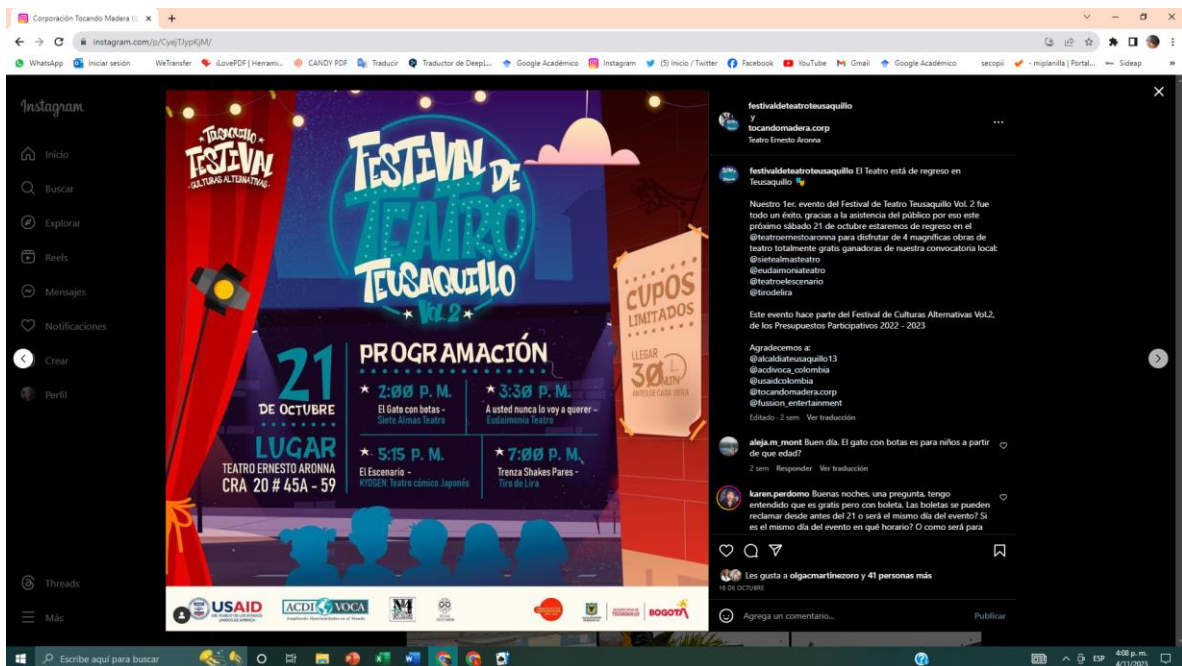 Corporación Tocando Madera (
instagram.com/p/CyejTJypKjM/
WhatsApp Iniciar sesión WeTransfer iLovePDF | Herrami... CANDY PDF Traducir Traductor de DeepL... Google Académico Instagram (5) Inicio / Twitter Facebook YouTube Gmail Google Académico secopii - miplanilla | Portal... Sideap »
Instagram
Inicio
Buscar
Explorar
Reels
Mensajes
Notificaciones
Crear
Perfil
Threads
Más
TEUSAQUILLO
FESTIVAL
- CULTURAS ALTERNATIVAS -
FESTIVAL
DE
TEATRO
TEUSAQUILLO
Vol. 2
CUPOS
LIMITADOS
LLEGAR
30 MIN
ANTES DE CADA OBRA
21
DE OCTUBRE
LUGAR
TEATRO ERNESTO ARONNA
CRA 20 # 45A - 59
PROGRAMACIÓN
2:00 P. M.
El Gato con botas -
Siete Almas Teatro
3:30 P. M.
A usted nunca lo voy a querer -
Eudaimonia Teatro
5:15 P. M.
El Escenario -
KYOGEN: Teatro cómico Japonés
7:00 P. M.
Trenza Shakes Pares -
Tiro de Lira
USAID
DEL PUEBLO DE LOS ESTADOS
UNIDOS DE AMÉRICA
ACDI VOCA
Ampliando Oportunidades en el Mundo
BOGOTÁ
festivaldeteatroteusaquillo
y
tocandomadera.corp
Teatro Ernesto Aronna
festivaldeteatroteusaquillo El Teatro está de regreso en
Teusaquillo 🎭
Nuestro 1er. evento del Festival de Teatro Teusaquillo Vol. 2 fue
todo un éxito, gracias a la asistencia del público por eso este
próximo sábado 21 de octubre estaremos de regreso en el
@teatroernestoaronna para disfrutar de 4 magníficas obras de
teatro totalmente gratis ganadoras de nuestra convocatoria local:
@sietealmasteatro
@eudaimoniateatro
@teatroelescenario
@tirodelira
Este evento hace parte del Festival de Culturas Alternativas Vol.2,
de los Presupuestos Participativos 2022 - 2023
Agradecemos a:
@alcaldiateusaquillo13
@acdivoca_colombia
@usaidcolombia
@tocandomadera.corp
@fussion_entertainment
Editado · 2 sem Ver traducción
aleja.m_mont Buen día. El gato con botas es para niños a partir
de que edad?
2 sem Responder Ver traducción
karen.perdomo Buenas noches, una pregunta, tengo
entendido que es gratis pero con boleta. Las boletas se pueden
reclamar desde antes del 21 o será el mismo día del evento? Si
es el mismo día del evento en qué horario? O como será para
Les gusta a olgacmartinezoro y 41 personas más
18 DE OCTUBRE
Agrega un comentario...
Publicar
Escribe aquí para buscar
ESP
4:08 p. m.
4/11/2023